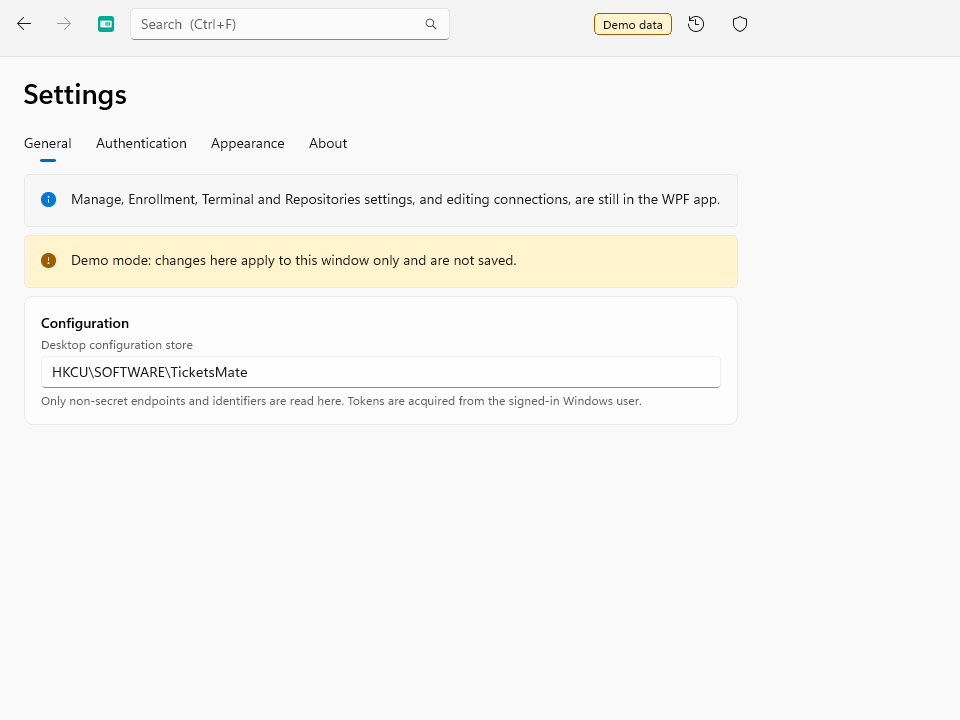 Search (Ctrl+F)
Demo data
Settings
General
Authentication
Appearance
About
Manage, Enrollment, Terminal and Repositories settings, and editing connections, are still in the WPF app.
Demo mode: changes here apply to this window only and are not saved.
Configuration
Desktop configuration store
HKCU\SOFTWARE\TicketsMate
Only non-secret endpoints and identifiers are read here. Tokens are acquired from the signed-in Windows user.